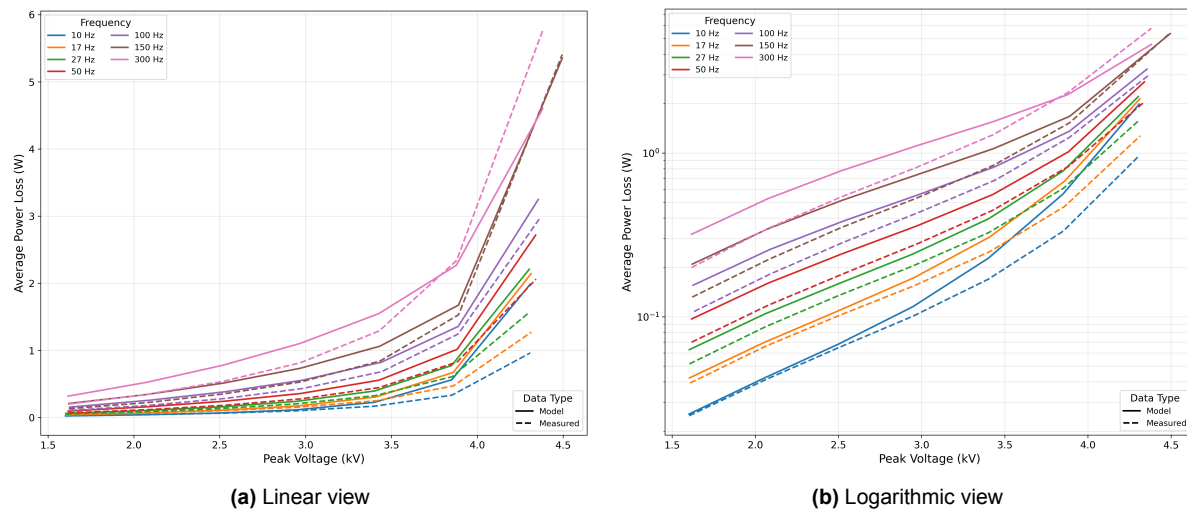 6
5
4
3
2
1
0
Average Power Loss (W)
Frequency
10 Hz
17 Hz
27 Hz
50 Hz
100 Hz
150 Hz
300 Hz
Data Type
Model
Measured
1.5 2.0 2.5 3.0 3.5 4.0 4.5
Peak Voltage (kV)
(a) Linear view
10⁰
10⁻¹
Average Power Loss (W)
Frequency
10 Hz
17 Hz
27 Hz
50 Hz
100 Hz
150 Hz
300 Hz
Data Type
Model
Measured
1.5 2.0 2.5 3.0 3.5 4.0 4.5
Peak Voltage (kV)
(b) Logarithmic view